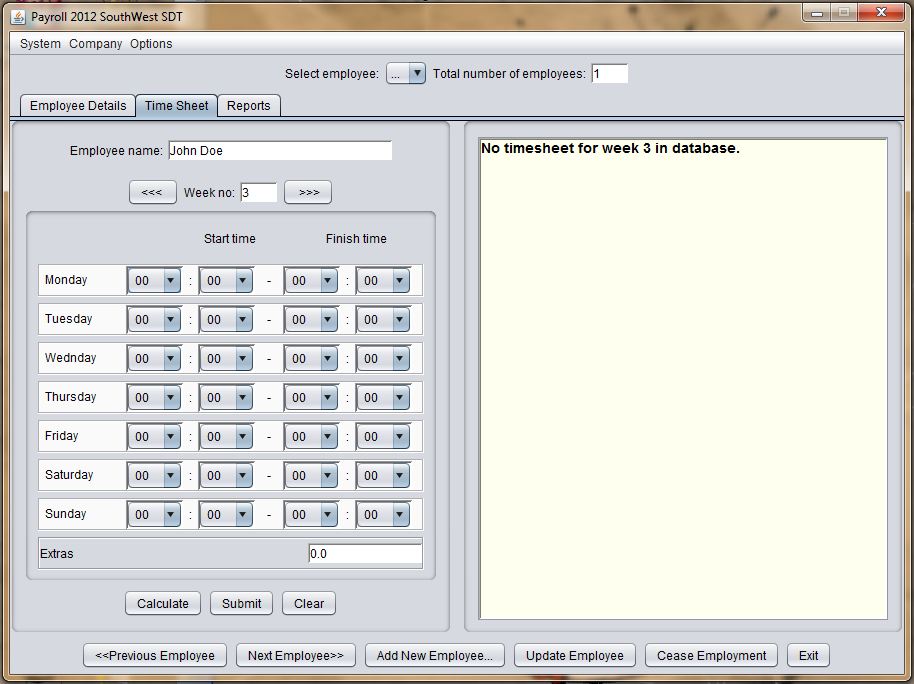 Payroll 2012 SouthWest SDT
System Company Options
Select employee: ... Total number of employees: 1
Employee Details Time Sheet Reports
Employee name: John Doe
<<< Week no: 3 >>>
Start time Finish time
Monday 00 : 00 - 00 : 00
Tuesday 00 : 00 - 00 : 00
Wednday 00 : 00 - 00 : 00
Thursday 00 : 00 - 00 : 00
Friday 00 : 00 - 00 : 00
Saturday 00 : 00 - 00 : 00
Sunday 00 : 00 - 00 : 00
Extras 0.0
Calculate Submit Clear
No timesheet for week 3 in database.
<<Previous Employee Next Employee>> Add New Employee... Update Employee Cease Employment Exit